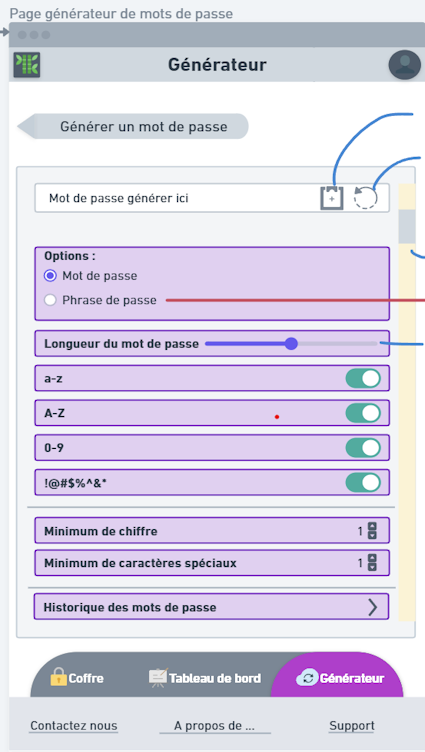 Page générateur de mots de passe
Générateur
Générer un mot de passe
Mot de passe générer ici
Options :
Mot de passe
Phrase de passe
Longueur du mot de passe
a-z
A-Z
0-9
!@#$%^&*
Minimum de chiffre 1
Minimum de caractères spéciaux 1
Historique des mots de passe
Coffre Tableau de bord Générateur
Contactez nous A propos de ... Support